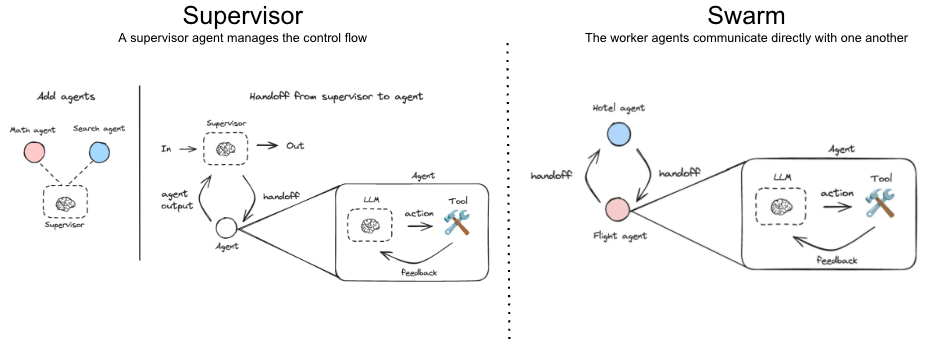 Supervisor
A supervisor agent manages the control flow
Add agents
Math agent
Search agent
Supervisor
Handoff from supervisor to agent
Supervisor
In
Out
agent
output
handoff
Agent
Agent
LLM
action
Tool
feedback
Swarm
The worker agents communicate directly with one another
Hotel agent
handoff
handoff
Flight agent
Agent
LLM
action
Tool
feedback